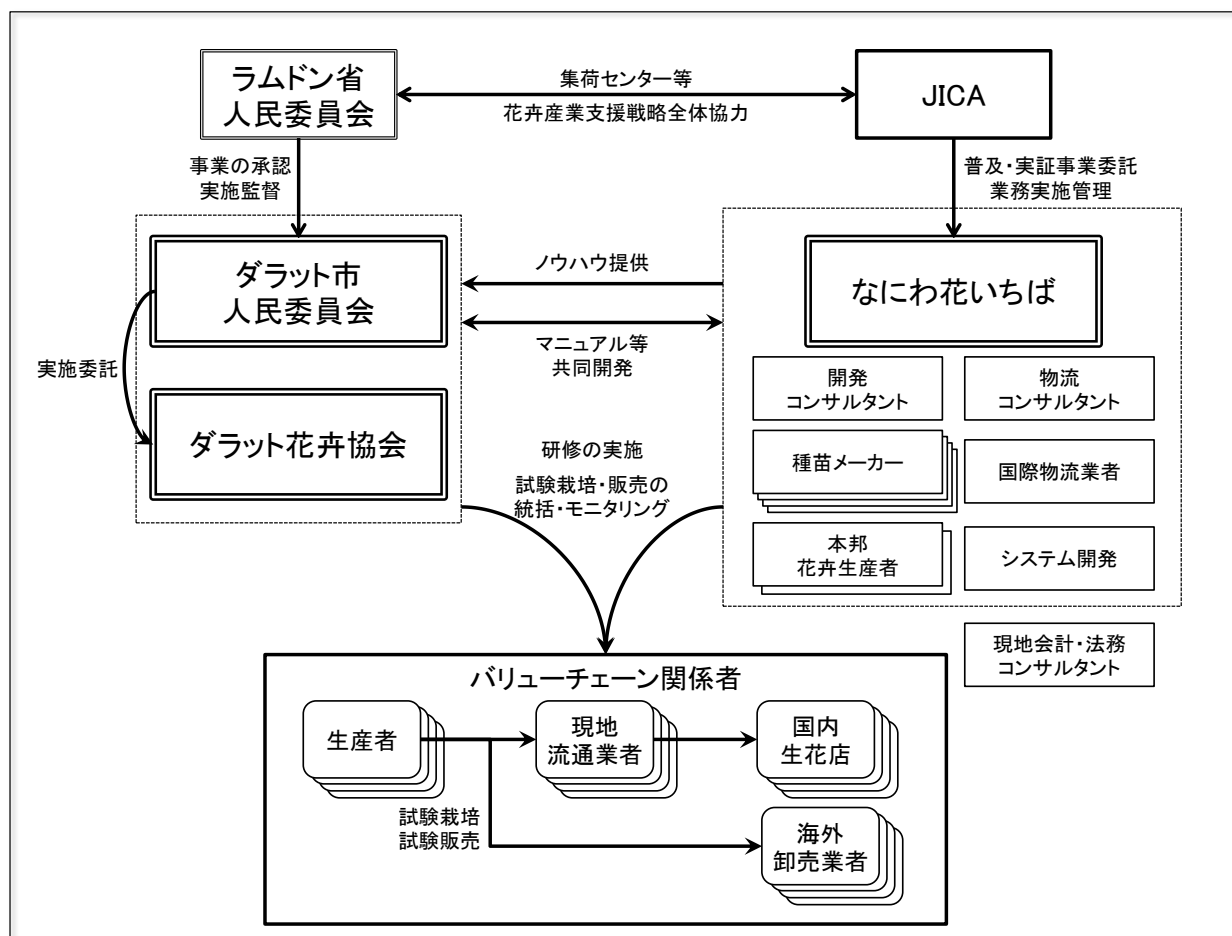 ラムドン省
人民委員会
集荷センター等
花卉産業支援戦略全体協力
JICA
事業の承認
実施監督
普及・実証事業委託
業務実施管理
ダラット市
人民委員会
ノウハウ提供
なにわ花いちば
マニュアル等
共同開発
実施委託
ダラット花卉協会
開発
コンサルタント
物流
コンサルタント
研修の実施
試験栽培・販売の
統括・モニタリング
種苗メーカー
国際物流業者
本邦
花卉生産者
システム開発
現地会計・法務
コンサルタント
バリューチェーン関係者
生産者
現地
流通業者
国内
生花店
試験栽培
試験販売
海外
卸売業者